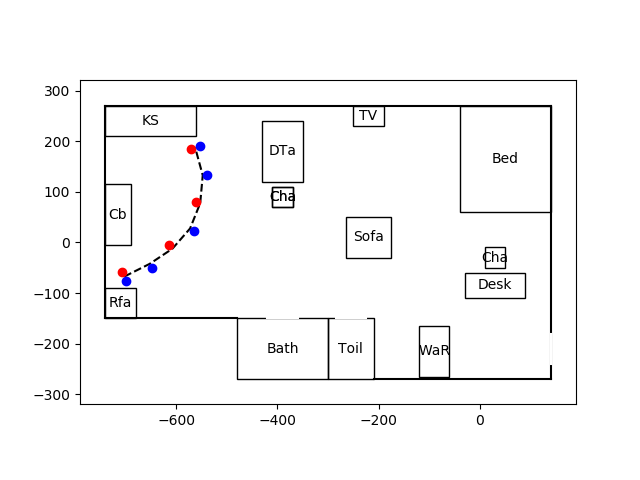 300
200
100
0
−100
−200
−300
−600
−400
−200
0
KS
TV
DTa
Bed
Cha
Cb
Sofa
Cha
Desk
Rfa
Bath
Toil
WaR